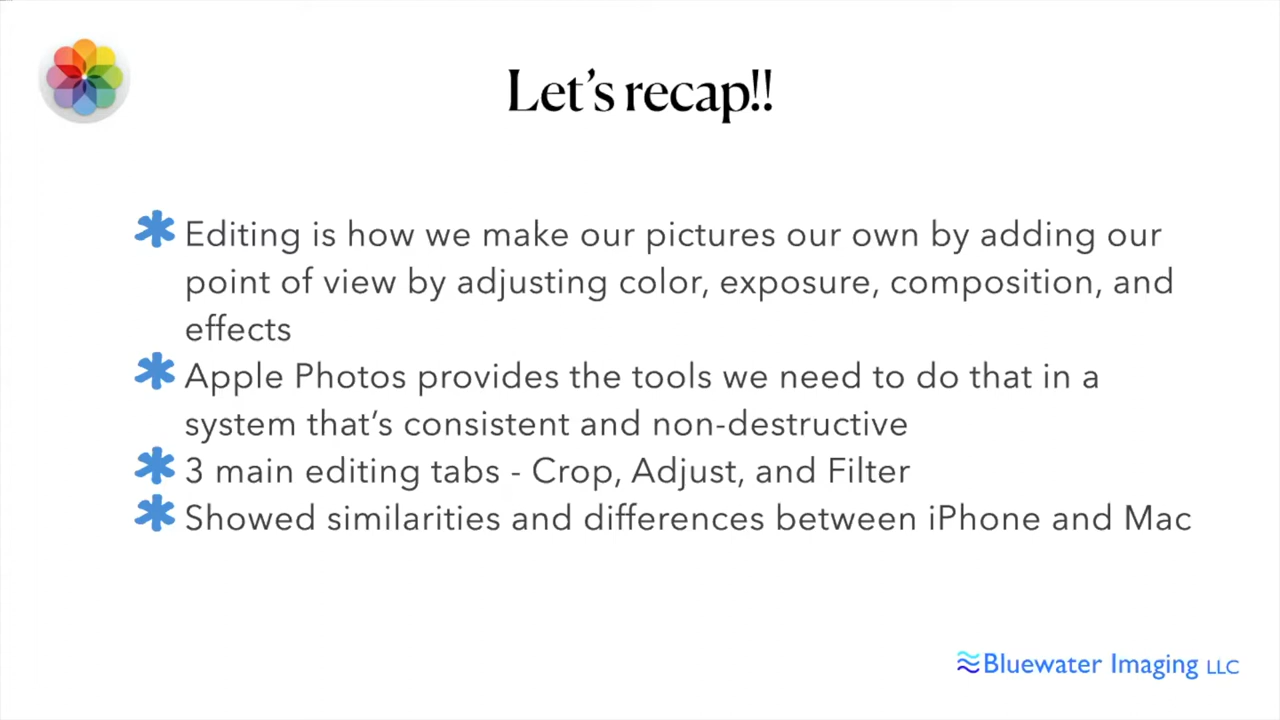 Let's recap!!
Editing is how we make our pictures our own by adding our
point of view by adjusting color, exposure, composition, and
effects
Apple Photos provides the tools we need to do that in a
system that's consistent and non-destructive
3 main editing tabs - Crop, Adjust, and Filter
Showed similarities and differences between iPhone and Mac
Bluewater Imaging LLC